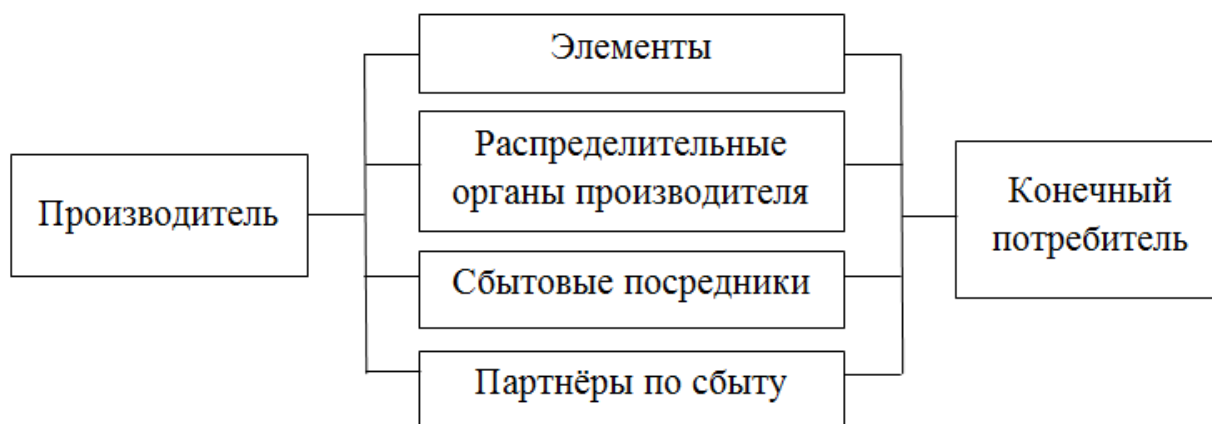 Элементы
Распределительные
органы производителя
Производитель
Конечный
потребитель
Сбытовые посредники
Партнёры по сбыту